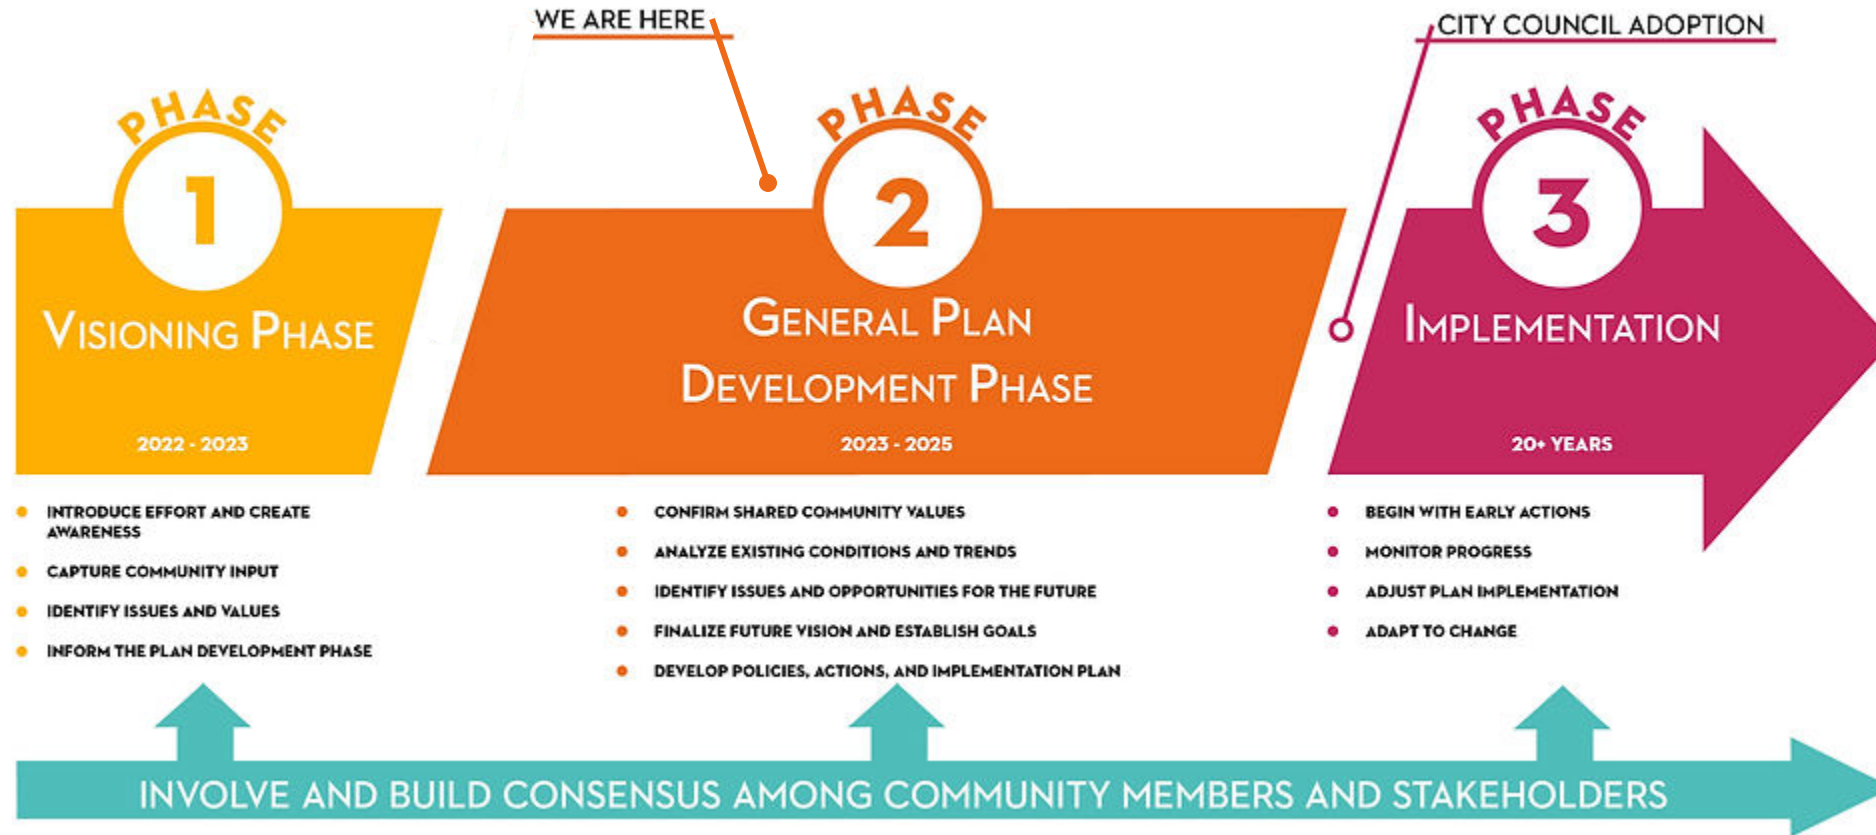 WE ARE HERE
CITY COUNCIL ADOPTION
PHASE
1
VISIONING PHASE
2022 - 2023
INTRODUCE EFFORT AND CREATE
AWARENESS
CAPTURE COMMUNITY INPUT
IDENTIFY ISSUES AND VALUES
INFORM THE PLAN DEVELOPMENT PHASE
PHASE
2
GENERAL PLAN
DEVELOPMENT PHASE
2023 - 2025
CONFIRM SHARED COMMUNITY VALUES
ANALYZE EXISTING CONDITIONS AND TRENDS
IDENTIFY ISSUES AND OPPORTUNITIES FOR THE FUTURE
FINALIZE FUTURE VISION AND ESTABLISH GOALS
DEVELOP POLICIES, ACTIONS, AND IMPLEMENTATION PLAN
PHASE
3
IMPLEMENTATION
20+ YEARS
BEGIN WITH EARLY ACTIONS
MONITOR PROGRESS
ADJUST PLAN IMPLEMENTATION
ADAPT TO CHANGE
INVOLVE AND BUILD CONSENSUS AMONG COMMUNITY MEMBERS AND STAKEHOLDERS